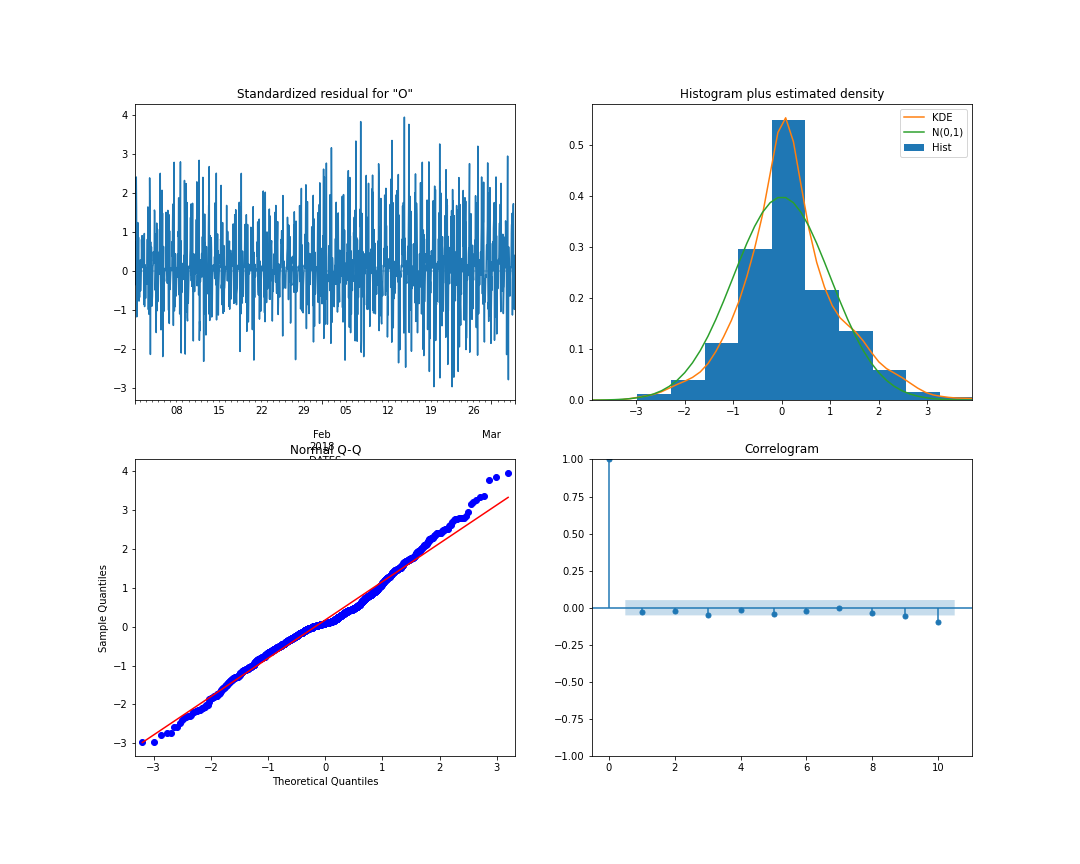 Standardized residual for "O"
4
3
2
1
0
−1
−2
−3
08 15 22 29 05 12 19 26
Feb Mar
2018
DATES
Histogram plus estimated density
KDE
N(0,1)
Hist
0.5
0.4
0.3
0.2
0.1
0.0
−3 −2 −1 0 1 2 3
Normal Q-Q
Sample Quantiles
4
3
2
1
0
−1
−2
−3
−3 −2 −1 0 1 2 3
Theoretical Quantiles
Correlogram
1.00
0.75
0.50
0.25
0.00
−0.25
−0.50
−0.75
−1.00
0 2 4 6 8 10